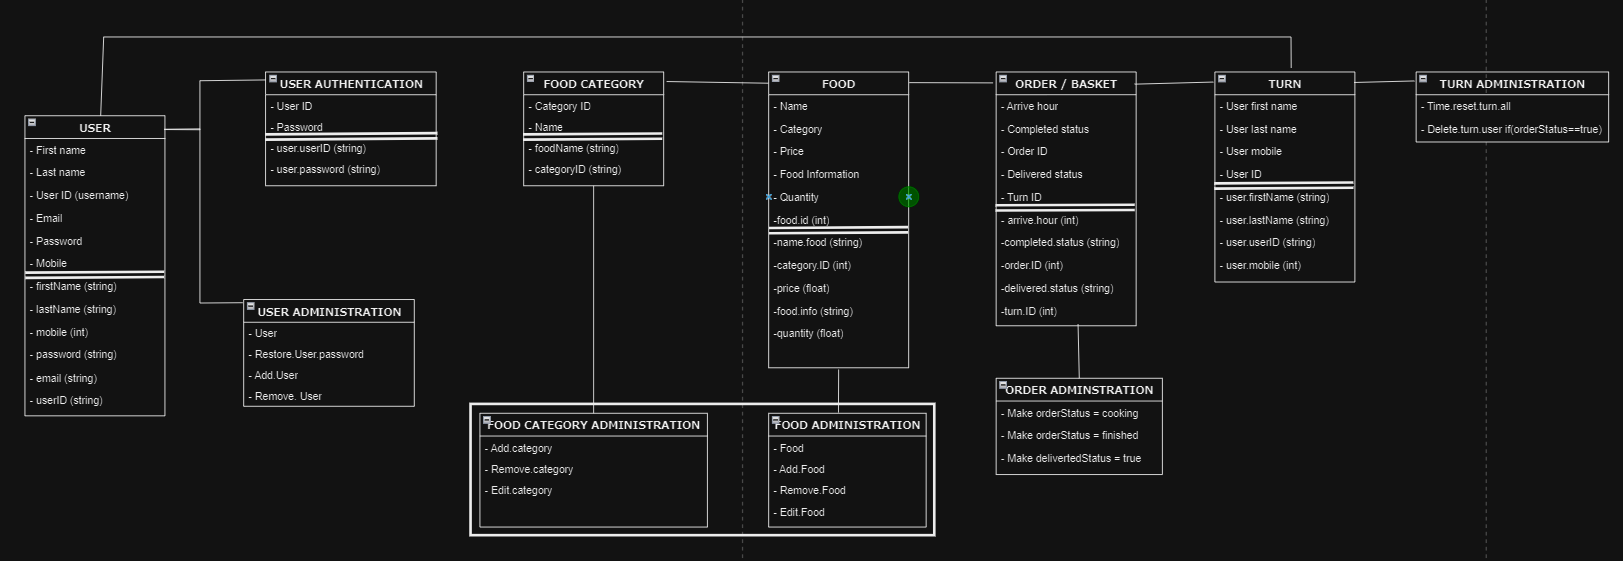 USER
- First name
- Last name
- User ID (username)
- Email
- Password
- Mobile
- firstName (string)
- lastName (string)
- mobile (int)
- password (string)
- email (string)
- userID (string)
USER AUTHENTICATION
- User ID
- Password
- user.userID (string)
- user.password (string)
USER ADMINISTRATION
- User
- Restore.User.password
- Add.User
- Remove. User
FOOD CATEGORY
- Category ID
- Name
- foodName (string)
- categoryID (string)
FOOD CATEGORY ADMINISTRATION
- Add.category
- Remove.category
- Edit.category
FOOD
- Name
- Category
- Price
- Food Information
- Quantity
-food.id (int)
-name.food (string)
-category.ID (int)
-price (float)
-food.info (string)
-quantity (float)
FOOD ADMINISTRATION
- Food
- Add.Food
- Remove.Food
- Edit.Food
ORDER / BASKET
- Arrive hour
- Completed status
- Order ID
- Delivered status
- Turn ID
- arrive.hour (int)
-completed.status (string)
-order.ID (int)
-delivered.status (string)
-turn.ID (int)
ORDER ADMINSTRATION
- Make orderStatus = cooking
- Make orderStatus = finished
- Make delivertedStatus = true
TURN
- User first name
- User last name
- User mobile
- User ID
- user.firstName (string)
- user.lastName (string)
- user.userID (string)
- user.mobile (int)
TURN ADMINISTRATION
- Time.reset.turn.all
- Delete.turn.user if(orderStatus==true)